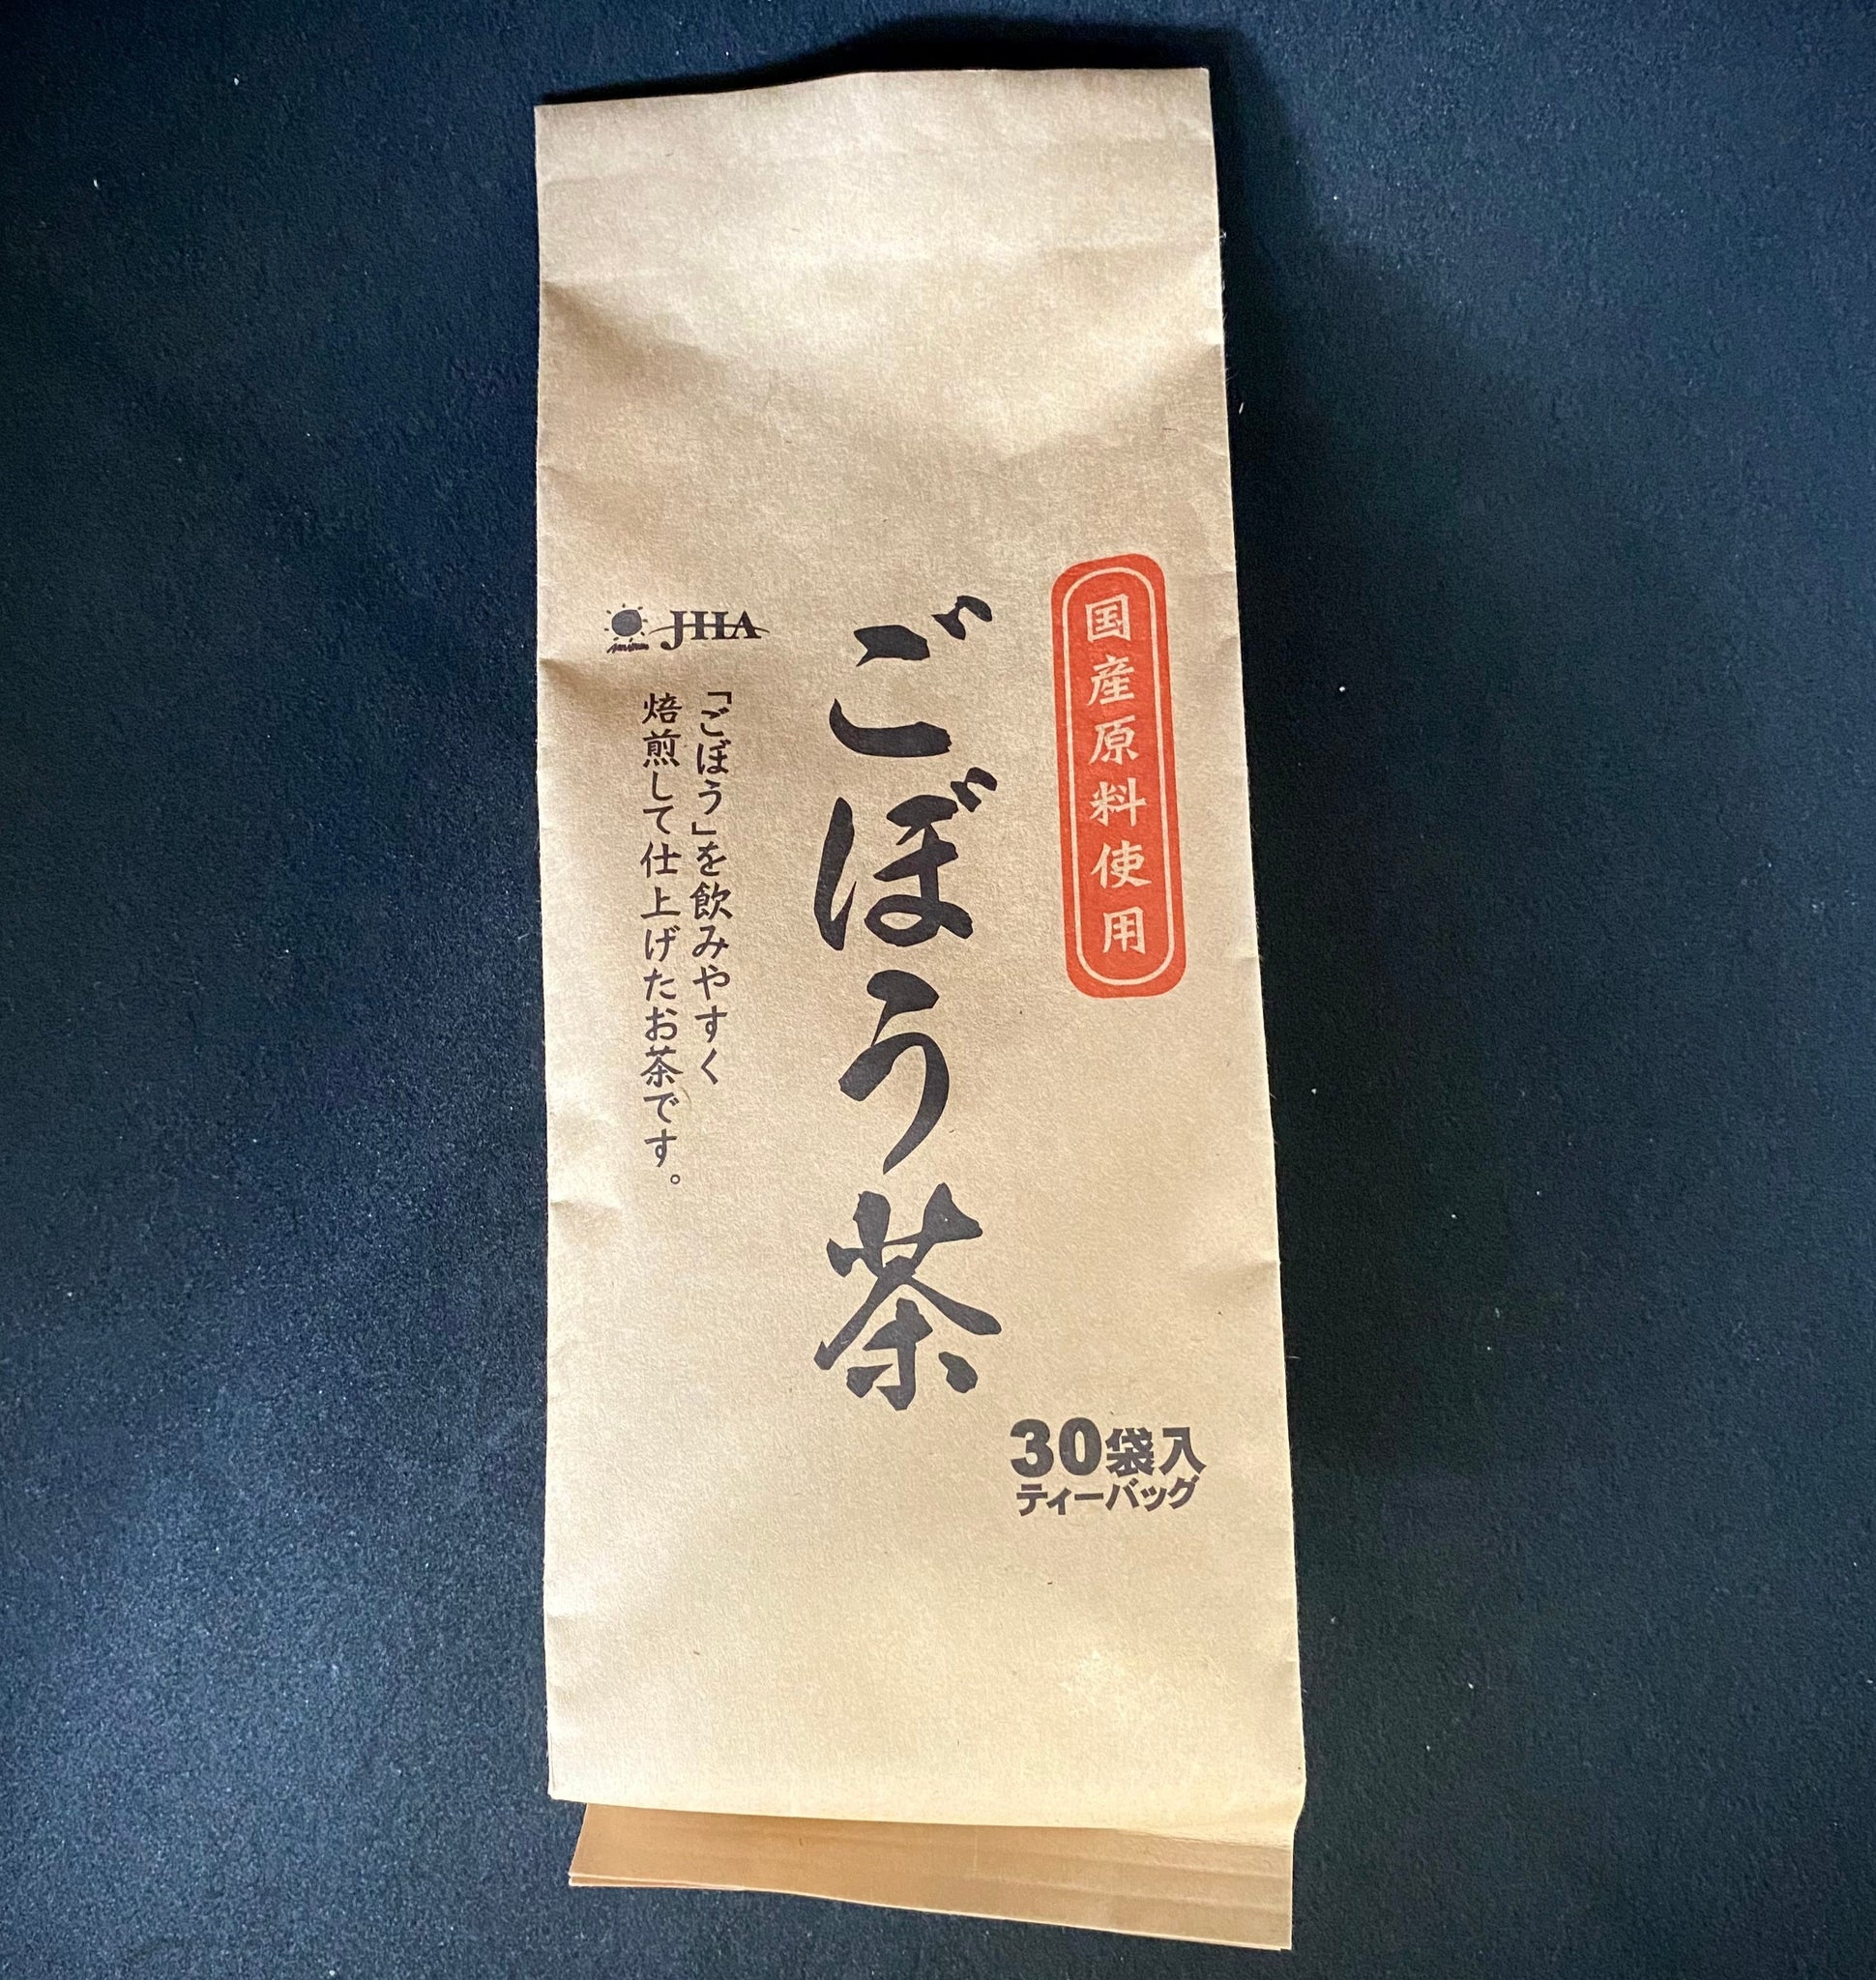 国産原料使用
ごぼう茶
JHA
「ごぼう」を飲みやすく
焙煎して仕上げたお茶です。
30袋入
ティーバッグ